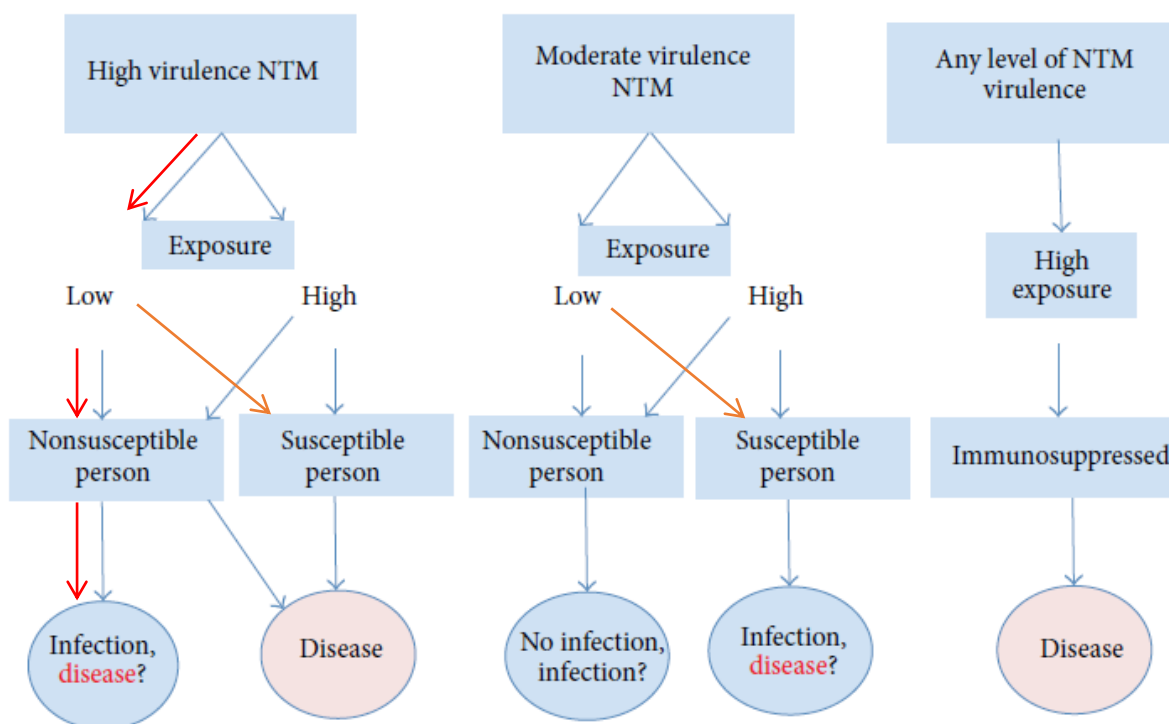 High virulence NTM
Moderate virulence
NTM
Any level of NTM
virulence
Exposure
Exposure
High
exposure
Low
High
Low
High
Nonsusceptible
person
Susceptible
person
Nonsusceptible
person
Susceptible
person
Immunosuppressed
Infection,
disease?
Disease
No infection,
infection?
Infection,
disease?
Disease